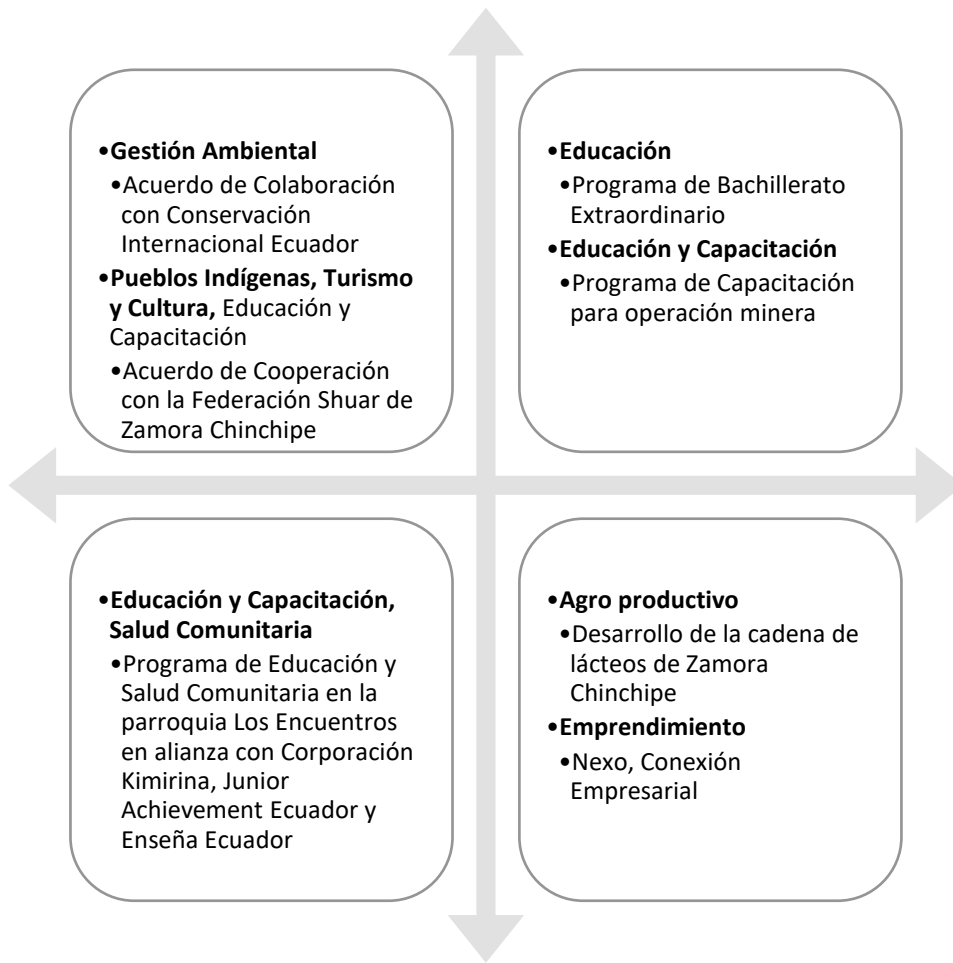 •Gestión Ambiental
•Acuerdo de Colaboración
con Conservación
Internacional Ecuador
•Pueblos Indígenas, Turismo
y Cultura, Educación y
Capacitación
•Acuerdo de Cooperación
con la Federación Shuar de
Zamora Chinchipe
•Educación
•Programa de Bachillerato
Extraordinario
•Educación y Capacitación
•Programa de Capacitación
para operación minera
•Educación y Capacitación,
Salud Comunitaria
•Programa de Educación y
Salud Comunitaria en la
parroquia Los Encuentros
en alianza con Corporación
Kimirina, Junior
Achievement Ecuador y
Enseña Ecuador
•Agro productivo
•Desarrollo de la cadena de
lácteos de Zamora
Chinchipe
•Emprendimiento
•Nexo, Conexión
Empresarial